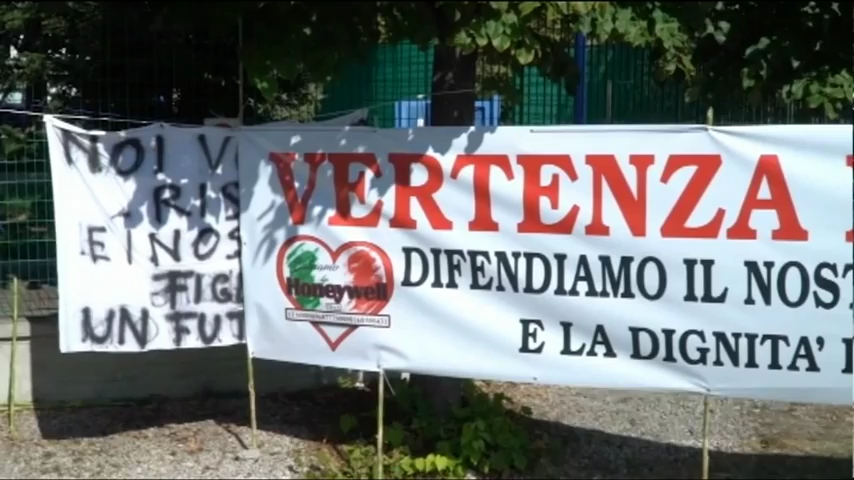 NOI V
RIS
E I NOS
FIGL
UN FUT
VERTENZA
Honeywell
DIFENDIAMO IL NOST
E LA DIGNITA'